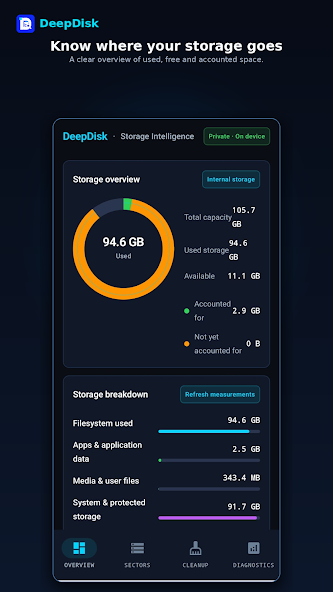 DeepDisk
Know where your storage goes
A clear overview of used, free and accounted space.
DeepDisk · Storage Intelligence
Private · On device
Storage overview
Internal storage
94.6 GB
Used
Total capacity 105.7
GB
Used storage 94.6
GB
Available 11.1 GB
Accounted
for 2.9 GB
Not yet
accounted for 0 B
Storage breakdown
Refresh measurements
Filesystem used 94.6 GB
Apps & application
data 2.5 GB
Media & user files 343.4 MB
System & protected
storage 91.7 GB
OVERVIEW SECTORS CLEANUP DIAGNOSTICS